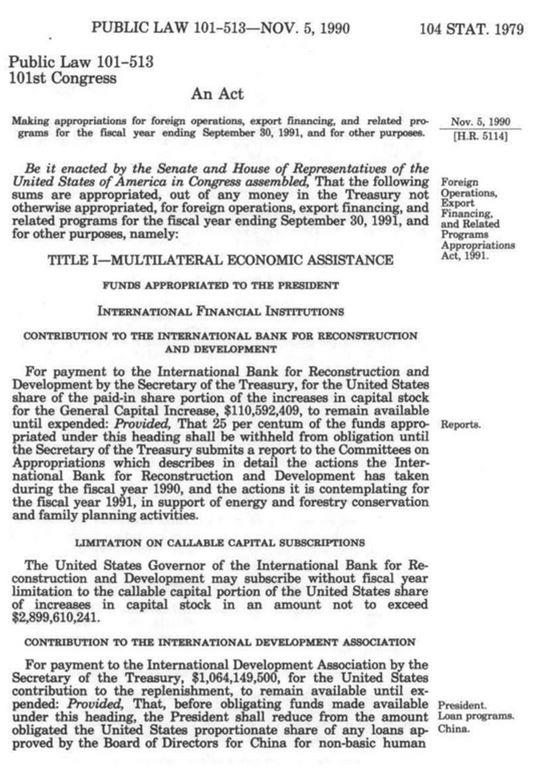 PUBLIC LAW 101-513—NOV. 5, 1990 104 STAT. 1979
Public Law 101-513
101st Congress
An Act
Making appropriations for foreign operations, export financing, and related pro-
grams for the fiscal year ending September 30, 1991, and for other purposes.
Nov. 5, 1990
[H.R. 5114]
Be it enacted by the Senate and House of Representatives of the
United States of America in Congress assembled, That the following
sums are appropriated, out of any money in the Treasury not
otherwise appropriated, for foreign operations, export financing, and
related programs for the fiscal year ending September 30, 1991, and
for other purposes, namely:
Foreign
Operations,
Export
Financing,
and Related
Programs
Appropriations
Act, 1991.
TITLE I—MULTILATERAL ECONOMIC ASSISTANCE
FUNDS APPROPRIATED TO THE PRESIDENT
INTERNATIONAL FINANCIAL INSTITUTIONS
CONTRIBUTION TO THE INTERNATIONAL BANK FOR RECONSTRUCTION
AND DEVELOPMENT
For payment to the International Bank for Reconstruction and
Development by the Secretary of the Treasury, for the United States
share of the paid-in share portion of the increases in capital stock
for the General Capital Increase, $110,592,409, to remain available
until expended: Provided, That 25 per centum of the funds appro-
priated under this heading shall be withheld from obligation until
the Secretary of the Treasury submits a report to the Committees on
Appropriations which describes in detail the actions the Inter-
national Bank for Reconstruction and Development has taken
during the fiscal year 1990, and the actions it is contemplating for
the fiscal year 1991, in support of energy and forestry conservation
and family planning activities.
Reports.
LIMITATION ON CALLABLE CAPITAL SUBSCRIPTIONS
The United States Governor of the International Bank for Re-
construction and Development may subscribe without fiscal year
limitation to the callable capital portion of the United States share
of increases in capital stock in an amount not to exceed
$2,899,610,241.
CONTRIBUTION TO THE INTERNATIONAL DEVELOPMENT ASSOCIATION
For payment to the International Development Association by the
Secretary of the Treasury, $1,064,149,500, for the United States
contribution to the replenishment, to remain available until ex-
pended: Provided, That, before obligating funds made available
under this heading, the President shall reduce from the amount
obligated the United States proportionate share of any loans ap-
proved by the Board of Directors for China for non-basic human
President.
Loan programs.
China.